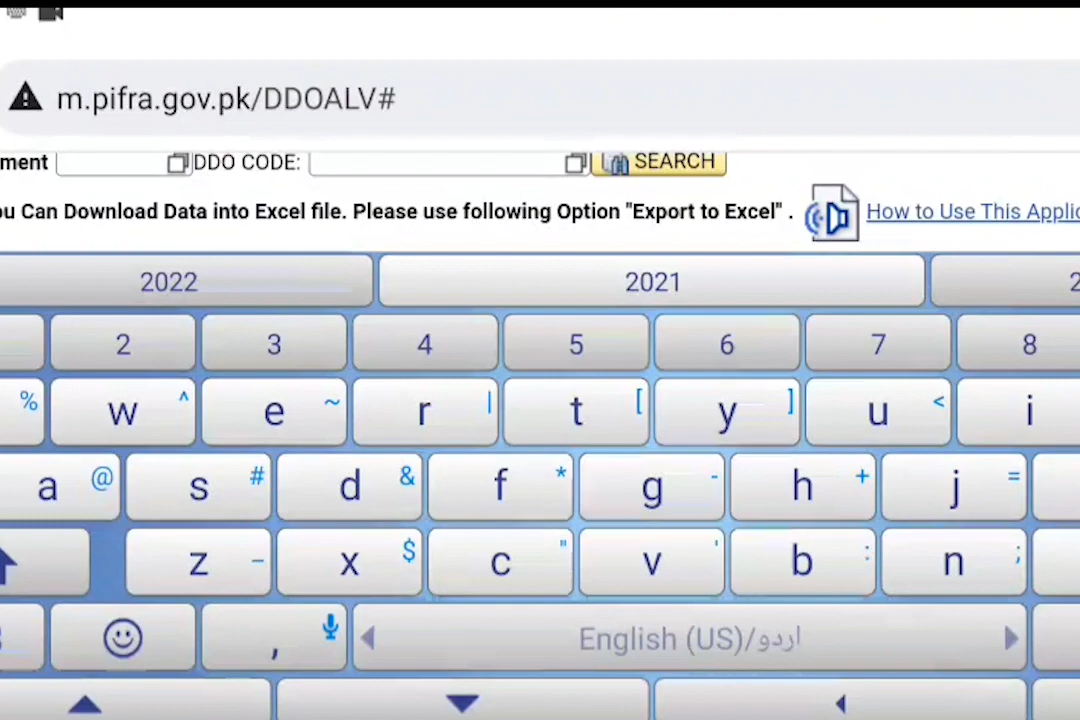 m.pifra.gov.pk/DDOALV#
ment DDO CODE: SEARCH
u Can Download Data into Excel file. Please use following Option "Export to Excel" . How to Use This Applic
2022 2021 2
2 3 4 5 6 7 8
% w ^ e ~ r | t [ y ] u < i
a @ s # d & f * g - h + j =
z _ x $ c " v ' b : n ;
, English (US)/اردو